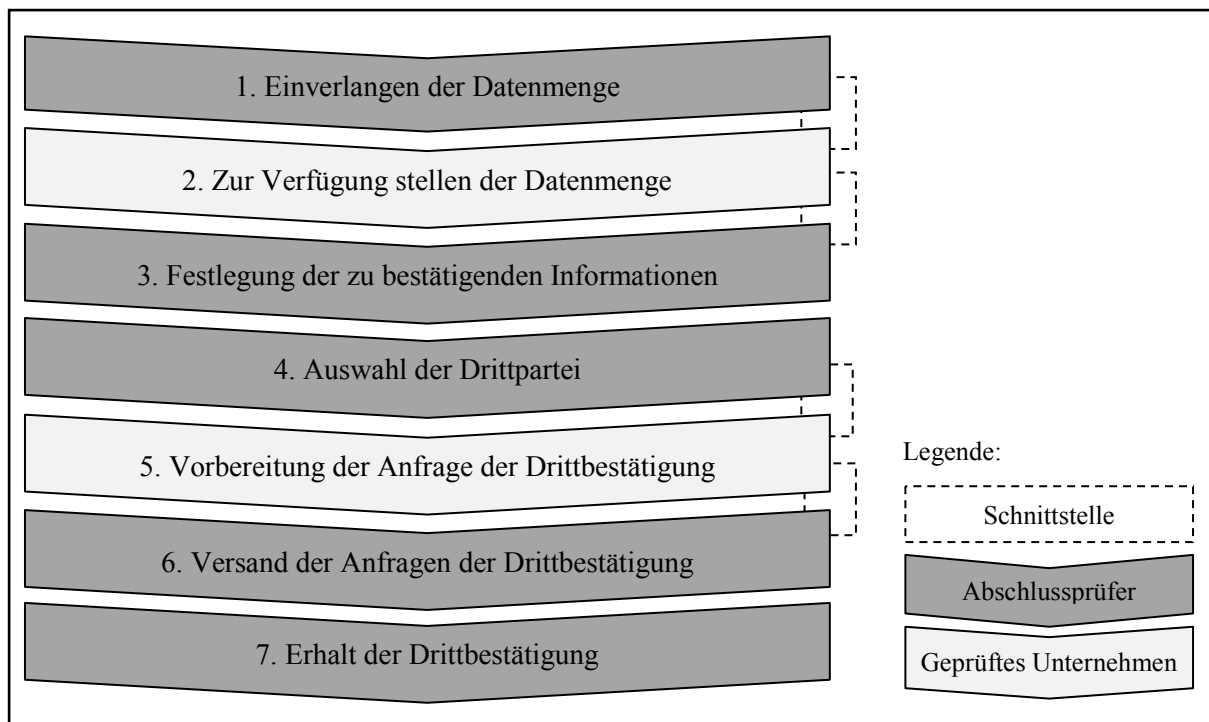 1. Einverlangen der Datenmenge
2. Zur Verfügung stellen der Datenmenge
3. Festlegung der zu bestätigenden Informationen
4. Auswahl der Drittpartei
5. Vorbereitung der Anfrage der Drittbestätigung
6. Versand der Anfragen der Drittbestätigung
7. Erhalt der Drittbestätigung
Legende:
Schnittstelle
Abschlussprüfer
Geprüftes Unternehmen